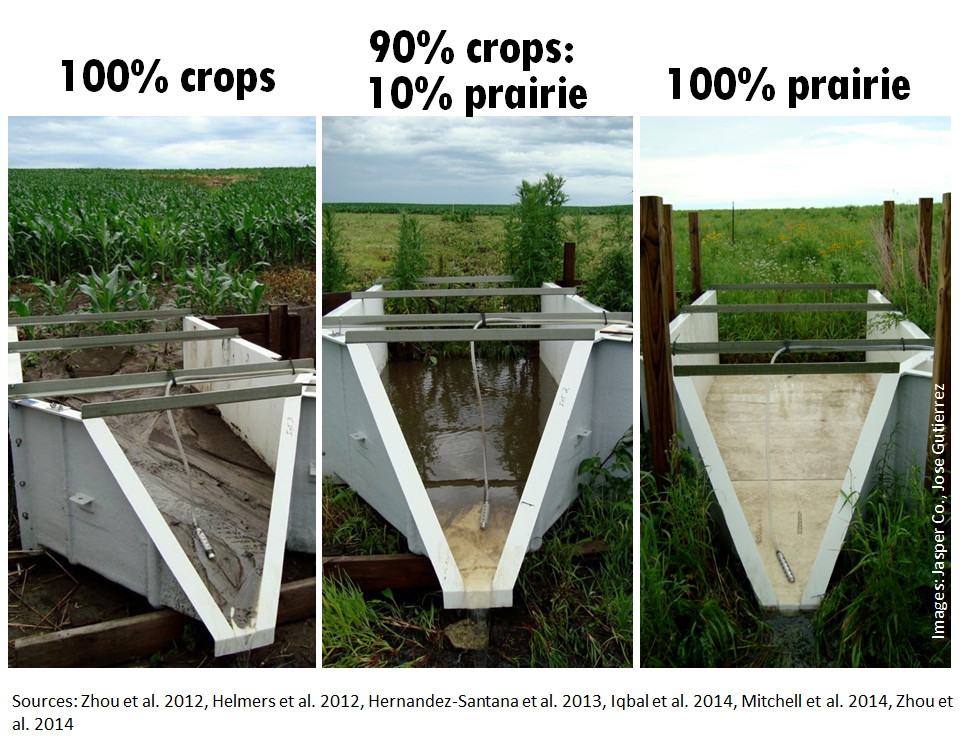 100% crops
90% crops:
10% prairie
100% prairie
Images: Jasper Co., Jose Gutierrez
Sources: Zhou et al. 2012, Helmers et al. 2012, Hernandez-Santana et al. 2013, Iqbal et al. 2014, Mitchell et al. 2014, Zhou et
al. 2014